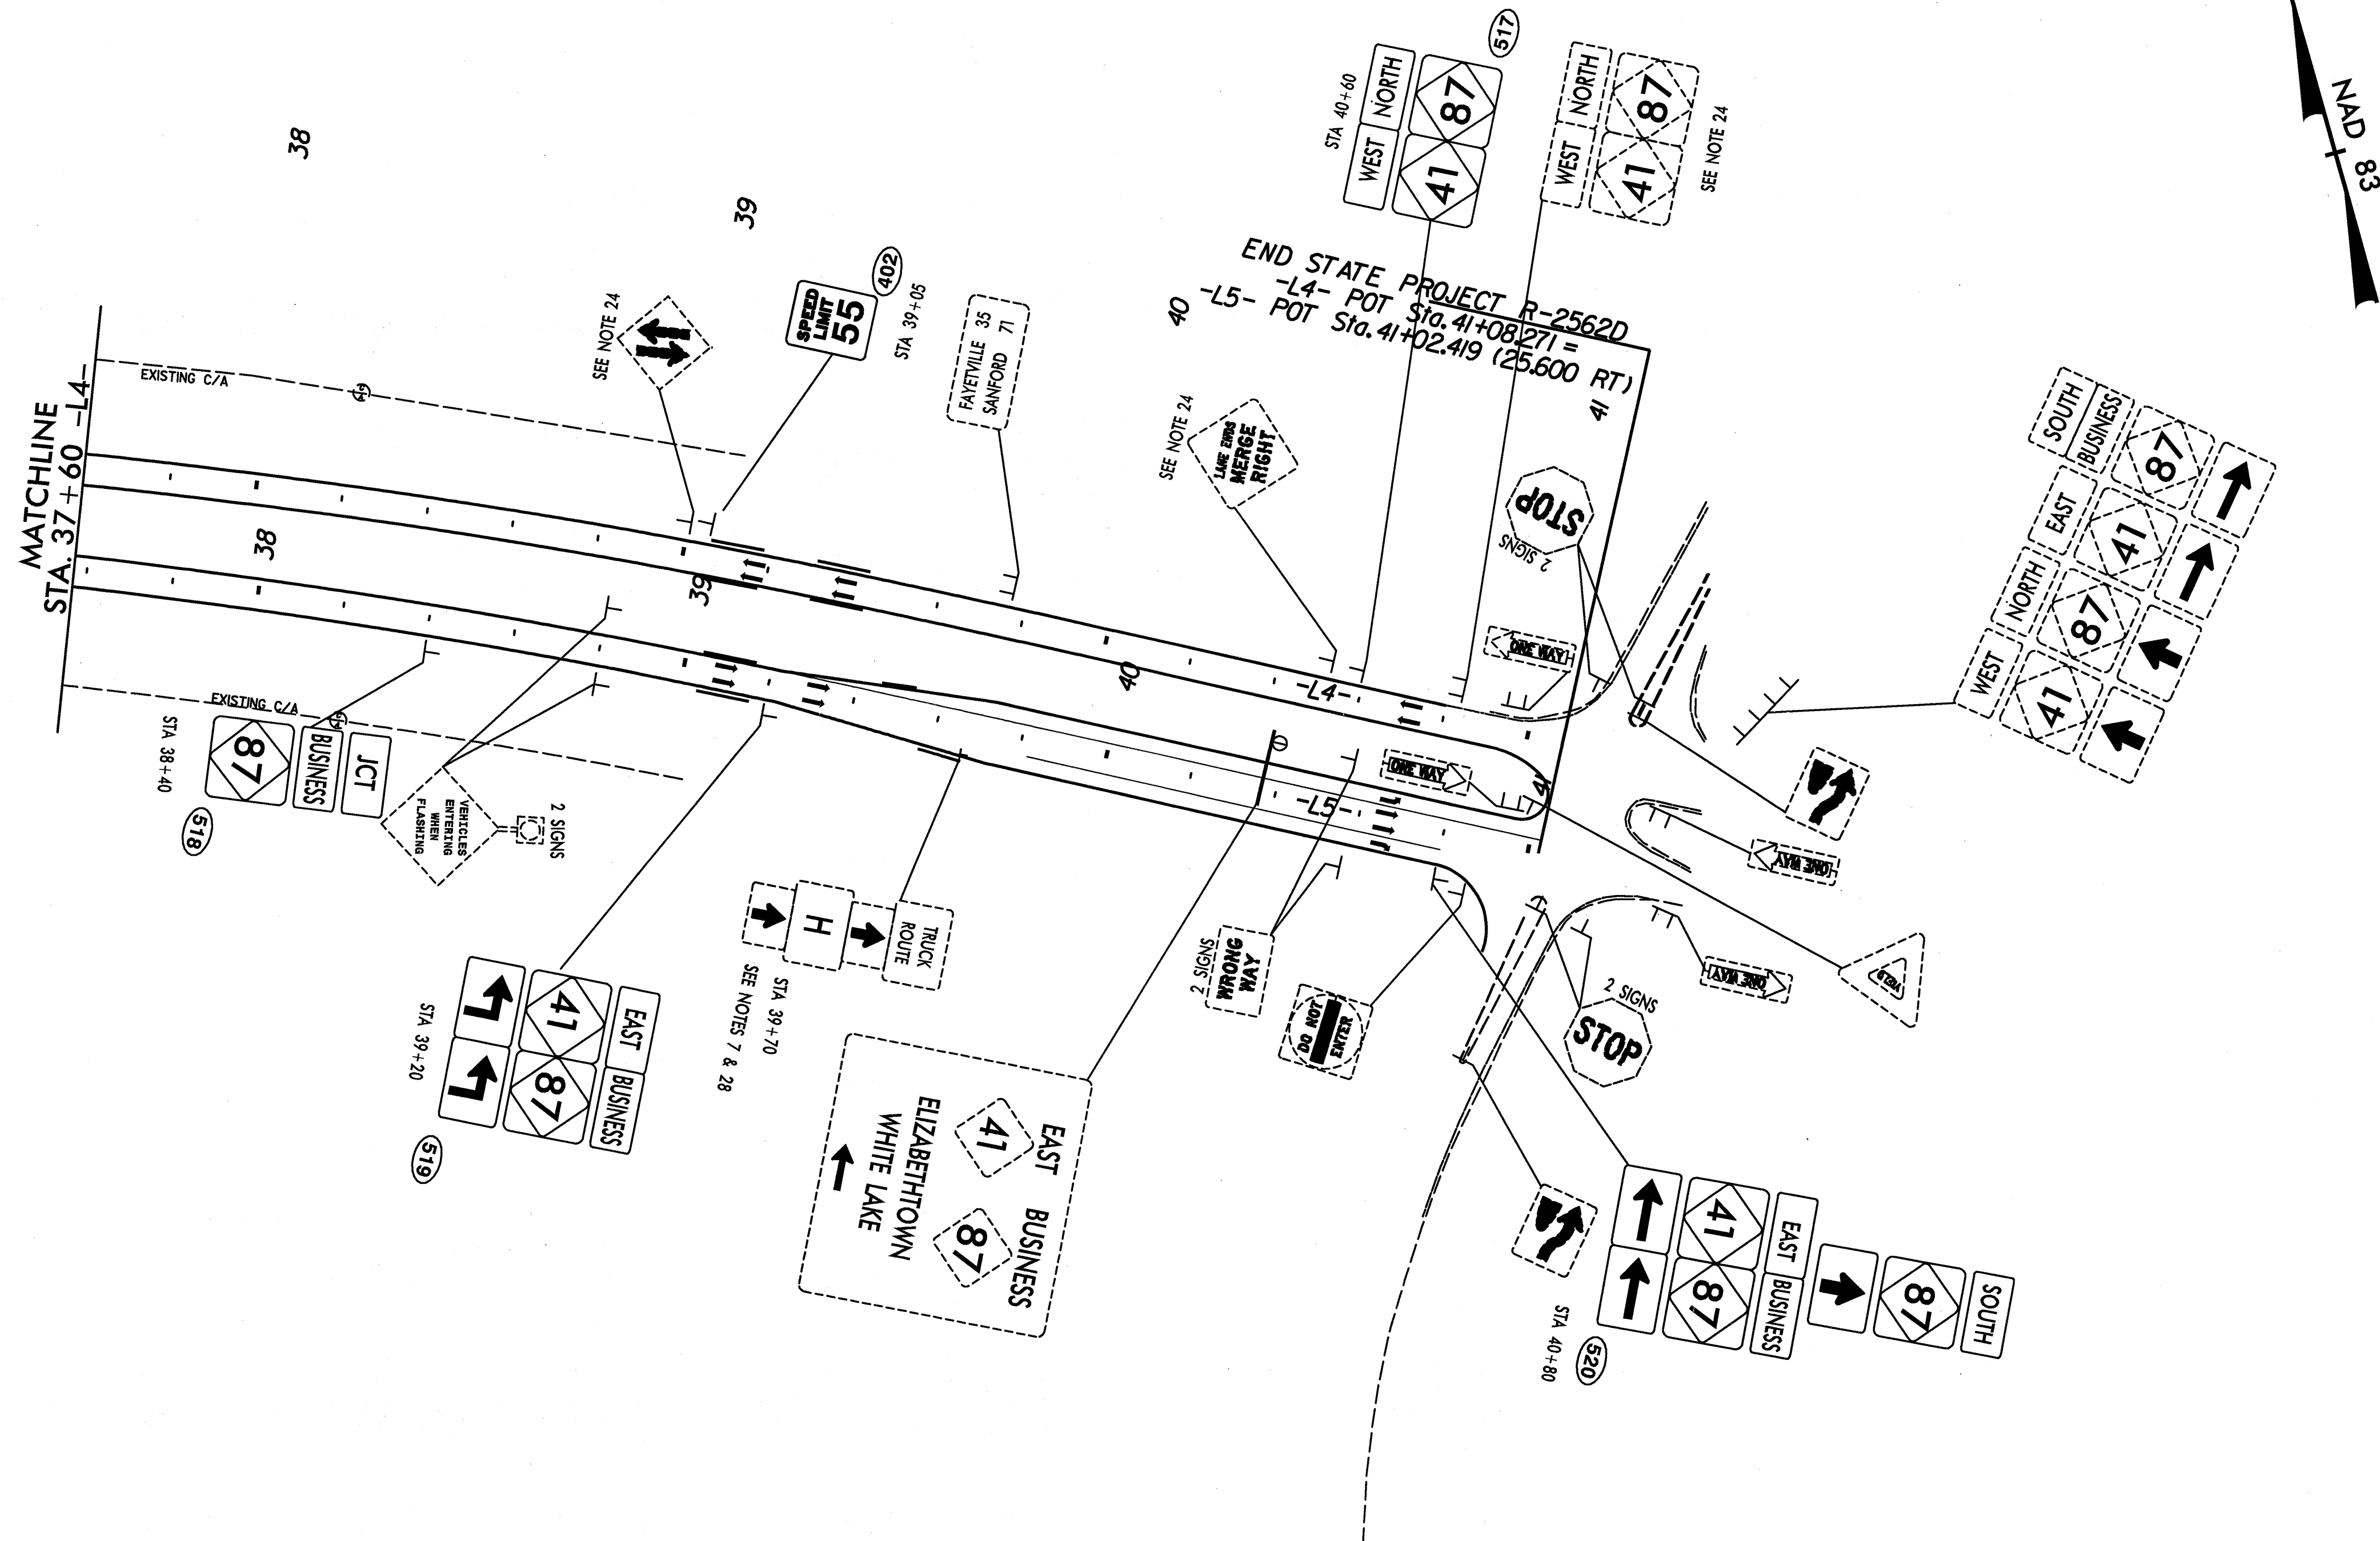 NAD 83
517
STA 40+60
NORTH
WEST
87
41
NORTH
WEST
87
41
SEE NOTE 24
38
39
402
STA 39+05
SPEED
LIMIT
55
SEE NOTE 24
FAYETVILLE 35
SANFORD 71
END STATE PROJECT R-2562D
-L4- POT Sta. 41+08.271 =
-L5- POT Sta. 41+02.419 (25.600 RT)
40
41
SEE NOTE 24
LANE ENDS
MERGE
RIGHT
STOP
2 SIGNS
ONE WAY
SOUTH
BUSINESS
87
EAST
41
NORTH
87
WEST
41
MATCHLINE
STA. 37+60 -L4-
EXISTING C/A
38
39
40
-L4-
41
-L5-
ONE WAY
EXISTING C/A
JCT
BUSINESS
87
STA 38+40
518
VEHICLES
ENTERING
WHEN
FLASHING
2 SIGNS
EAST
BUSINESS
41
87
STA 39+20
519
TRUCK
ROUTE
H
STA 39+70
SEE NOTES 7 & 28
EAST
BUSINESS
41
87
ELIZABETHTOWN
WHITE LAKE
2 SIGNS
WRONG
WAY
DO NOT
ENTER
2 SIGNS
STOP
ONE WAY
ONE WAY
YIELD
EAST
BUSINESS
41
87
SOUTH
87
STA 40+80
520